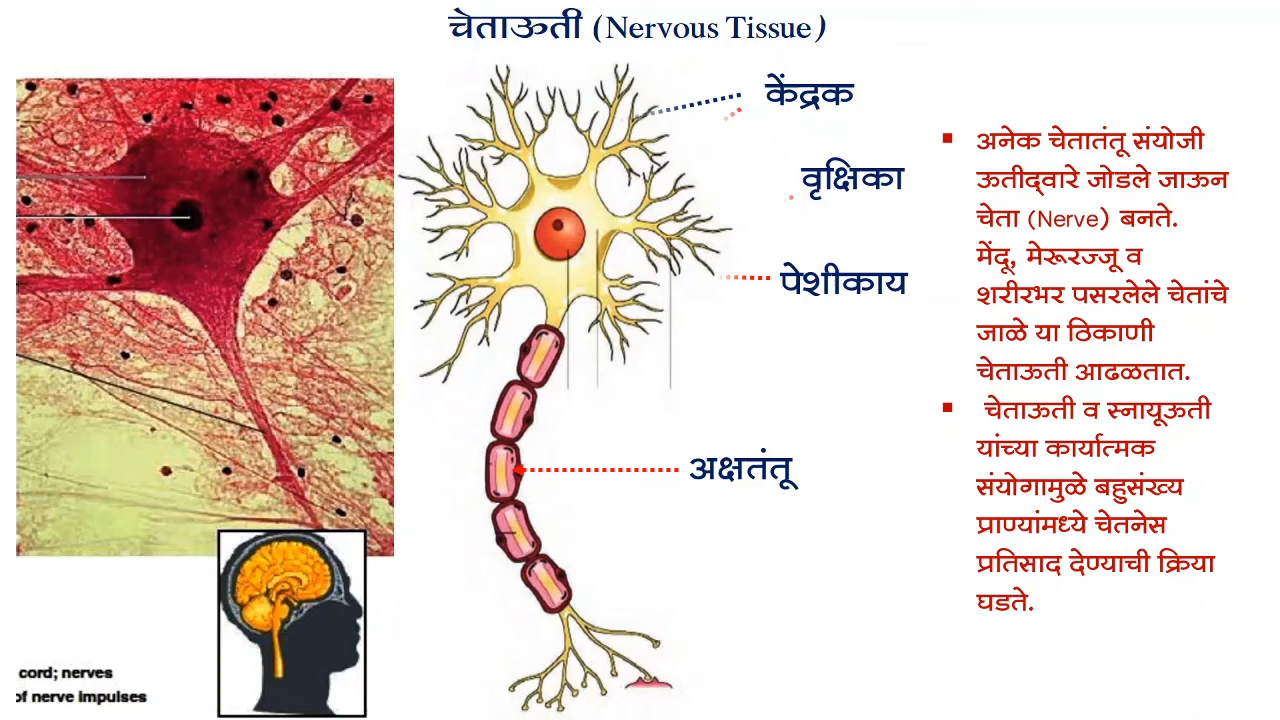 चेताऊती (Nervous Tissue)
केंद्रक
वृक्षिका
पेशीकाय
अक्षतंतू
▪ अनेक चेतातंतू संयोजी
ऊतीद्‌वारे जोडले जाऊन
चेता (Nerve) बनते.
मेंदू, मेरूरज्जू व
शरीरभर पसरलेले चेतांचे
जाळे या ठिकाणी
चेताऊती आढळतात.
▪ चेताऊती व स्नायूऊती
यांच्या कार्यात्मक
संयोगामुळे बहुसंख्य
प्राण्यांमध्ये चेतनेस
प्रतिसाद देण्याची क्रिया
घडते.
cord; nerves
of nerve impulses